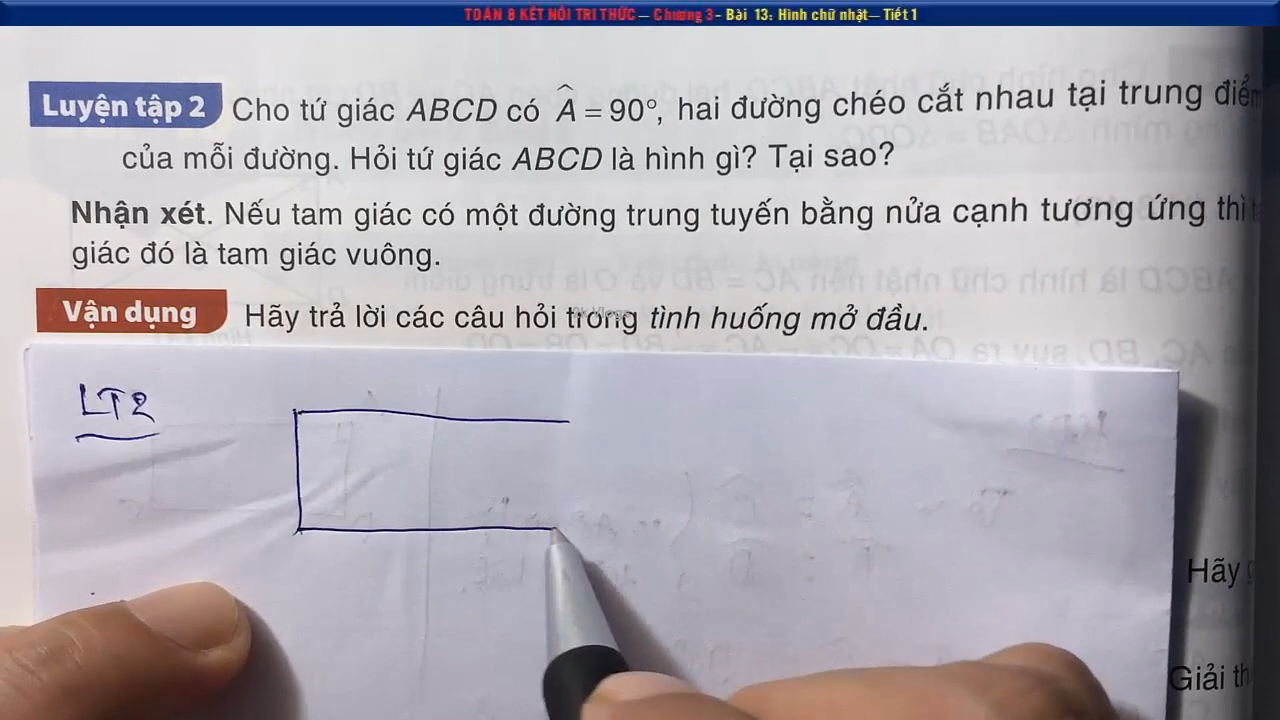 TOÁN 8 KẾT NỐI TRI THỨC – Chương 3 - Bài 13: Hình chữ nhật – Tiết 1
Luyện tập 2 Cho tứ giác ABCD có Â = 90°, hai đường chéo cắt nhau tại trung điểm
của mỗi đường. Hỏi tứ giác ABCD là hình gì? Tại sao?
Nhận xét. Nếu tam giác có một đường trung tuyến bằng nửa cạnh tương ứng thì
giác đó là tam giác vuông.
Vận dụng Hãy trả lời các câu hỏi trong tình huống mở đầu.
LT2
Hãy
Giải th